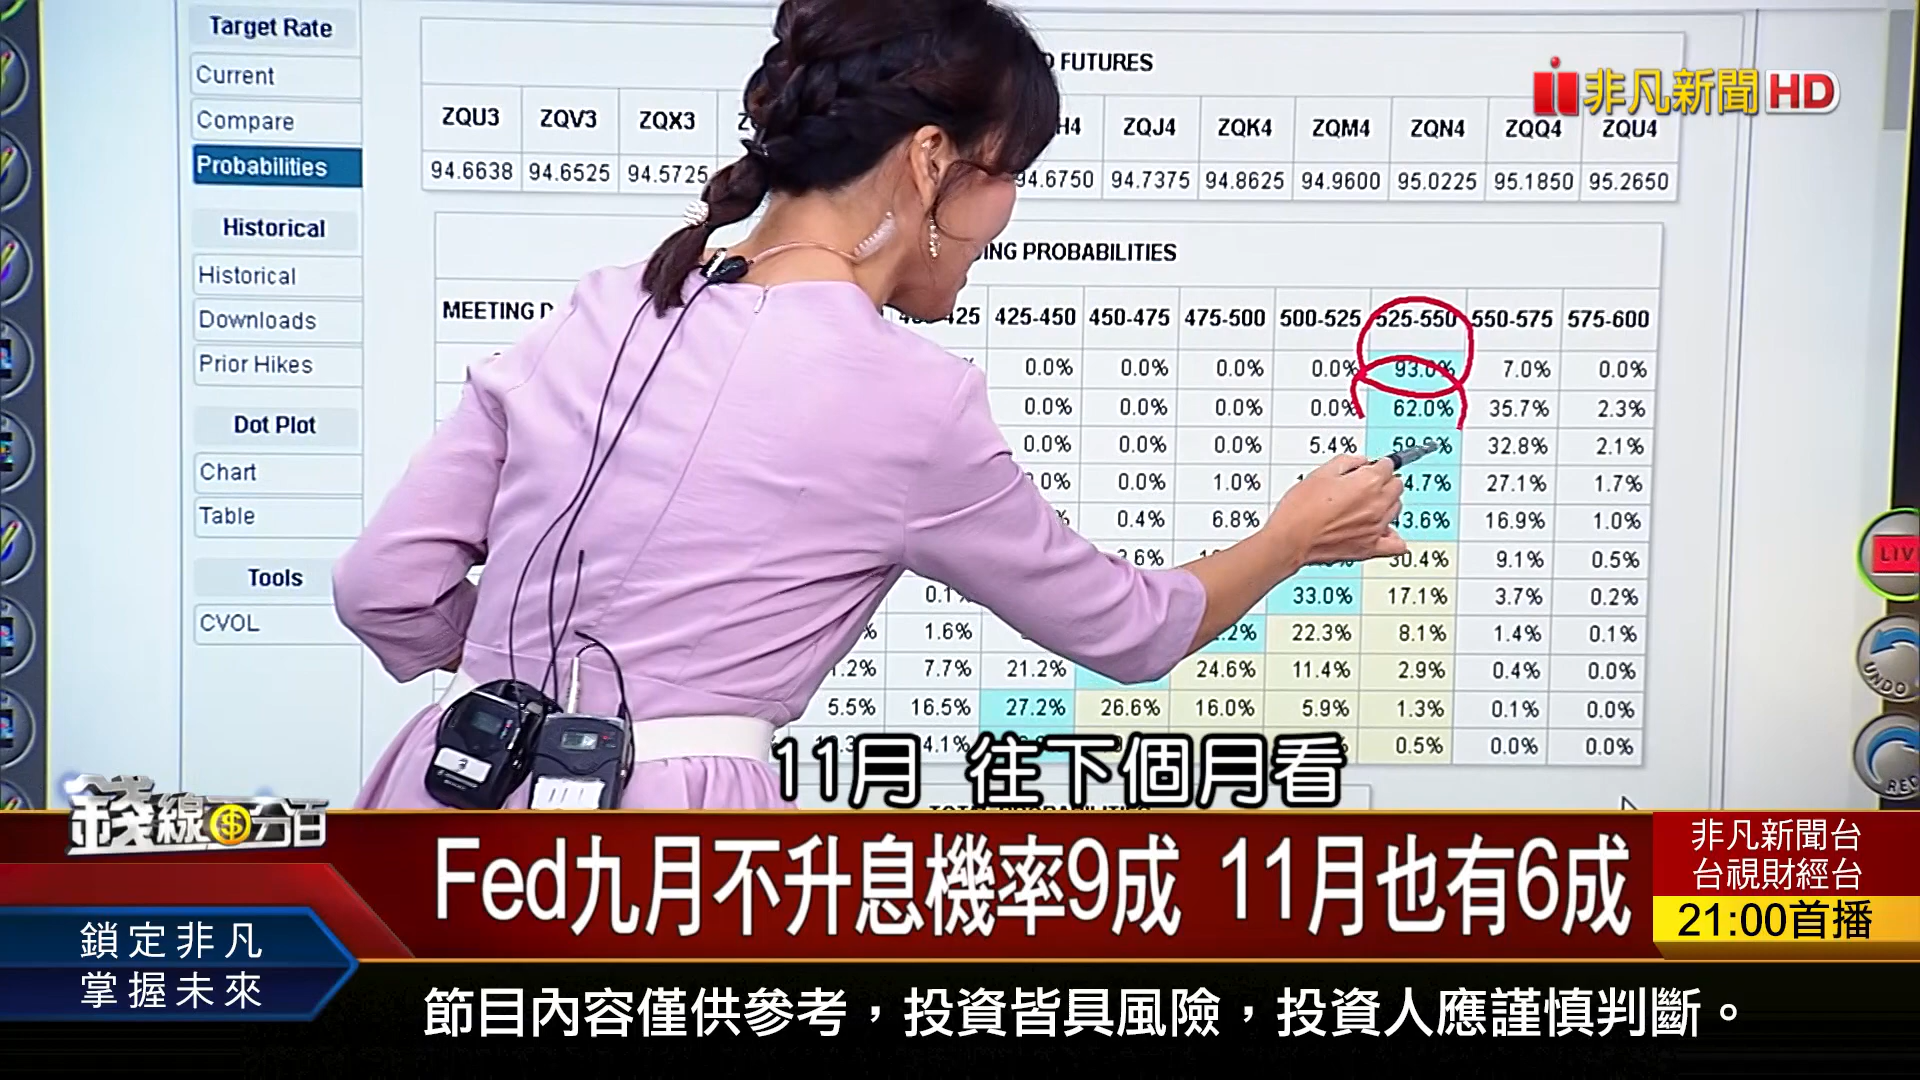 Target Rate
Current
Compare
Probabilities
Historical
Historical
Downloads
Prior Hikes
Dot Plot
Chart
Table
Tools
CVOL
FUTURES
ZQU3 ZQV3 ZQX3 H4 ZQJ4 ZQK4 ZQM4 ZQN4 ZQQ4 ZQU4
94.6638 94.6525 94.5725 94.6750 94.7375 94.8625 94.9600 95.0225 95.1850 95.2650
非凡新聞HD
ING PROBABILITIES
MEETING 425-450 450-475 475-500 500-525 525-550 550-575 575-600
0.0% 0.0% 0.0% 0.0% 93.0% 7.0% 0.0%
0.0% 0.0% 0.0% 0.0% 62.0% 35.7% 2.3%
0.0% 0.0% 0.0% 5.4% 32.8% 2.1%
0.0% 0.0% 1.0% 4.7% 27.1% 1.7%
0.4% 6.8% 43.6% 16.9% 1.0%
30.4% 9.1% 0.5%
33.0% 17.1% 3.7% 0.2%
1.6% 22.3% 8.1% 1.4% 0.1%
7.7% 21.2% 24.6% 11.4% 2.9% 0.4% 0.0%
5.5% 16.5% 27.2% 26.6% 16.0% 5.9% 1.3% 0.1% 0.0%
0.5% 0.0% 0.0%
LIV
UNDO
REC
11月 往下個月看
錢線百分百
Fed九月不升息機率9成 11月也有6成
非凡新聞台
台視財經台
21:00首播
鎖定非凡
掌握未來
節目內容僅供參考，投資皆具風險，投資人應謹慎判斷。